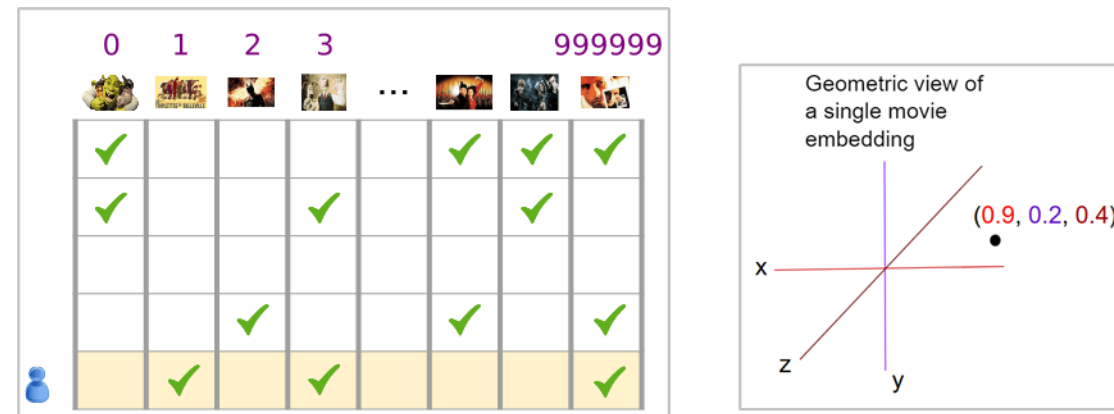 0 1 2 3 999999
...
Geometric view of
a single movie
embedding
(0.9, 0.2, 0.4)
x
z
y